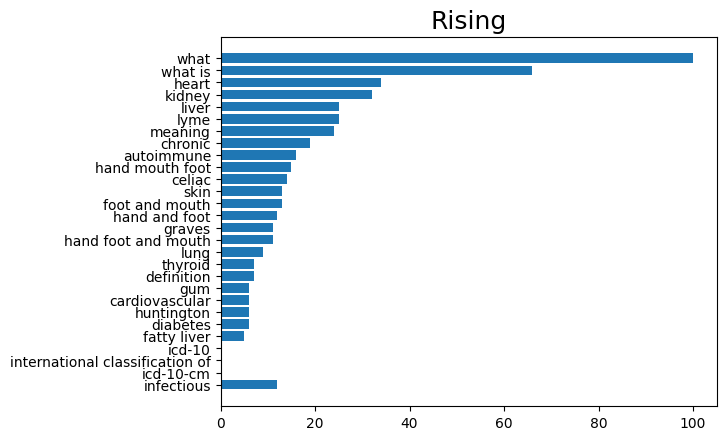 Rising
what
what is
heart
kidney
liver
lyme
meaning
chronic
autoimmune
hand mouth foot
celiac
skin
foot and mouth
hand and foot
graves
hand foot and mouth
lung
thyroid
definition
gum
cardiovascular
huntington
diabetes
fatty liver
icd-10
international classification of
icd-10-cm
infectious
0 20 40 60 80 100